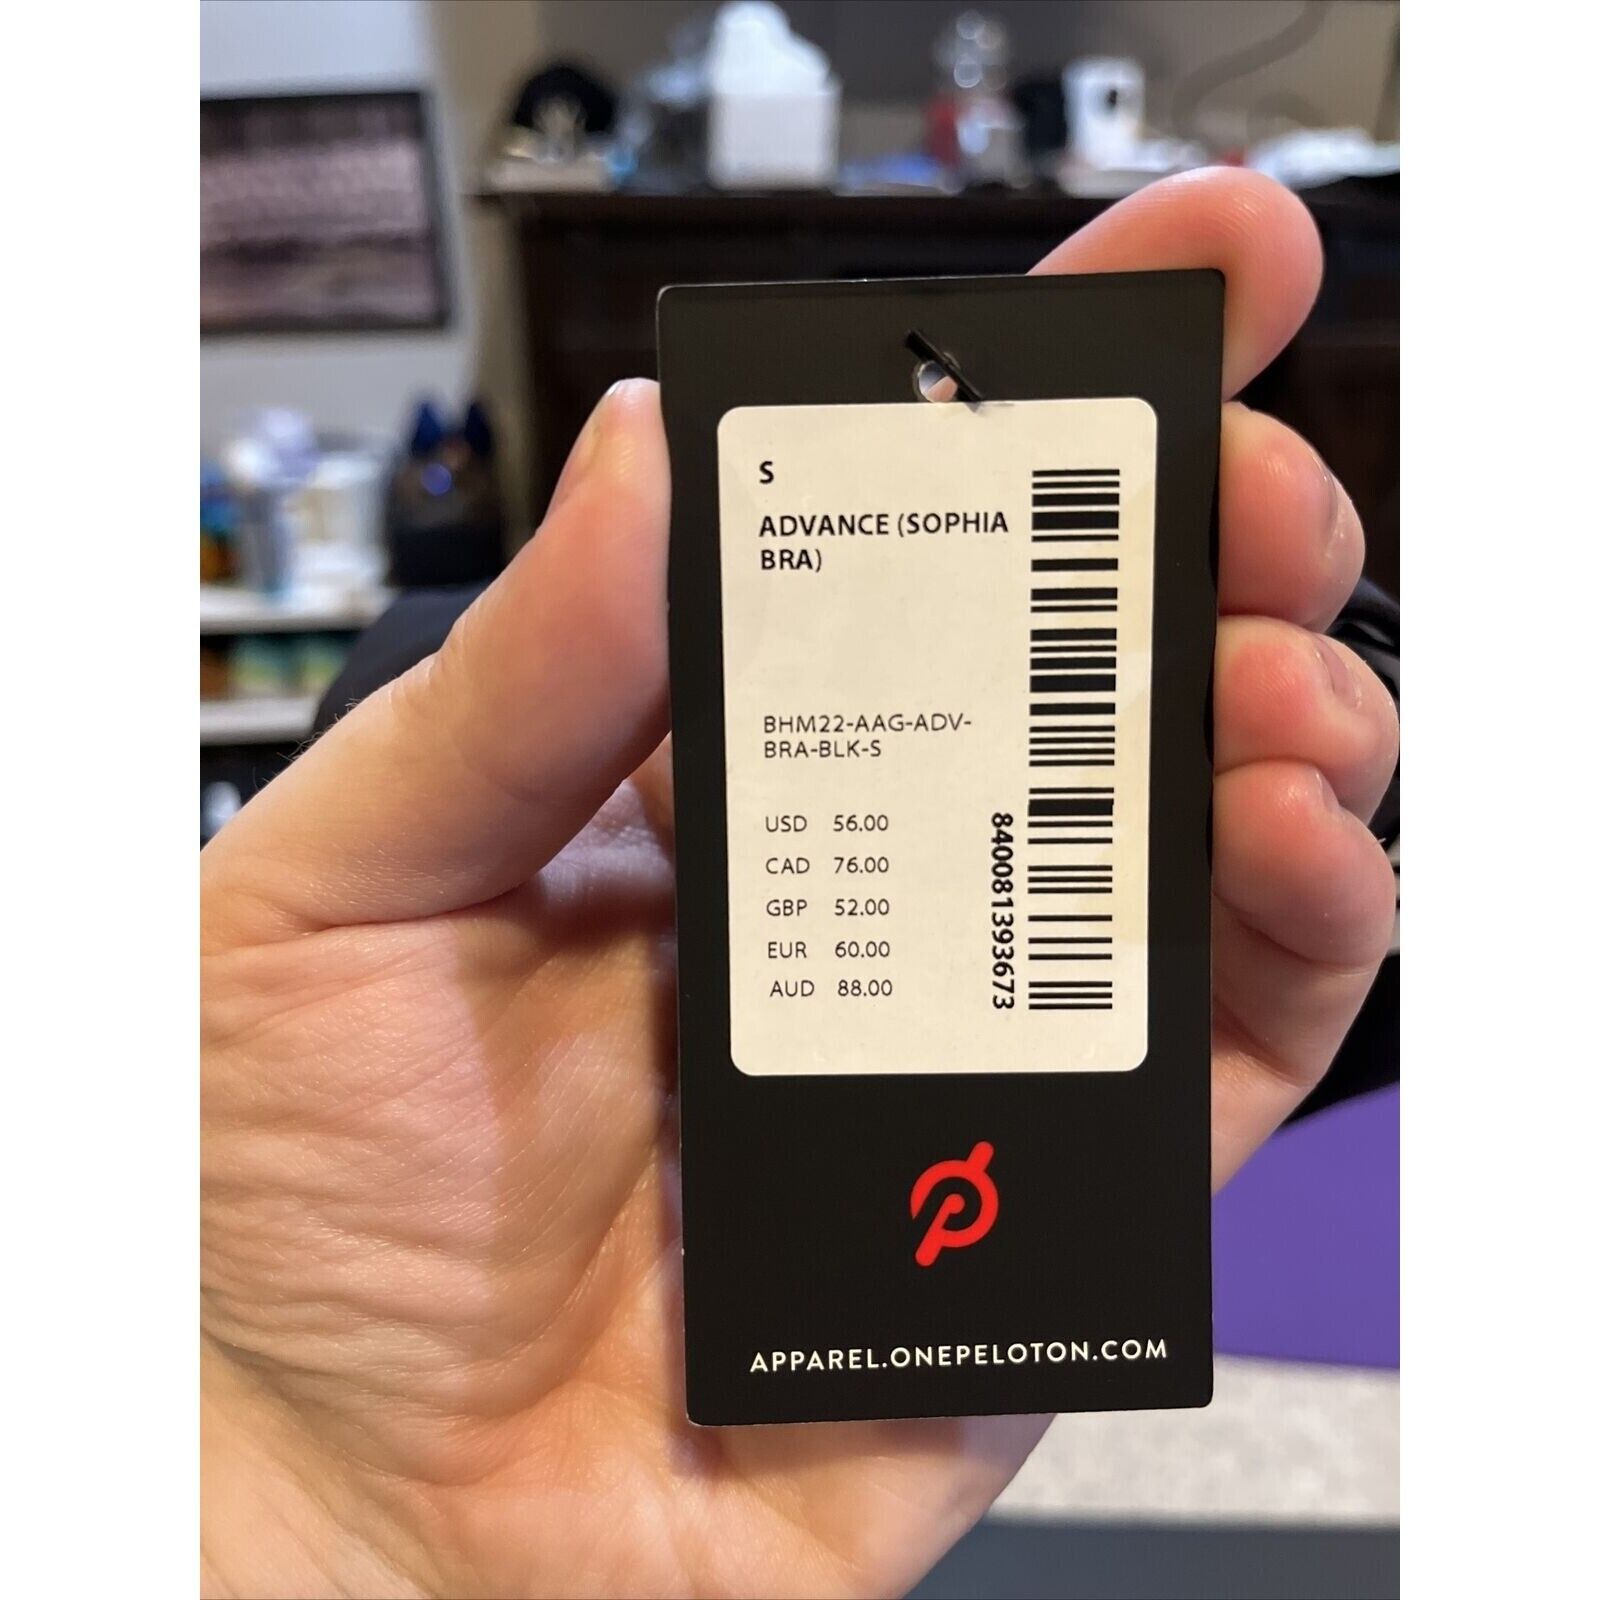 S
ADVANCE (SOPHIA
BRA)
BHM22-AAG-ADV-
BRA-BLK-S
USD 56.00
CAD 76.00
GBP 52.00
EUR 60.00
AUD 88.00
840081393673
APPAREL.ONEPELOTON.COM